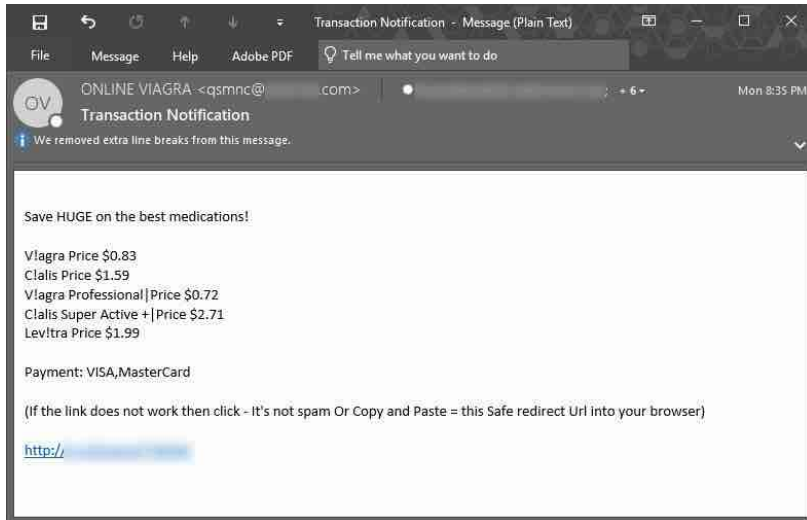 Transaction Notification - Message (Plain Text)
File Message Help Adobe PDF Tell me what you want to do
OV
ONLINE VIAGRA <qsmnc@ .com> ; + 6
Mon 8:35 PM
Transaction Notification
We removed extra line breaks from this message.
Save HUGE on the best medications!
V!agra Price $0.83
C!alis Price $1.59
V!agra Professional|Price $0.72
C!alis Super Active +|Price $2.71
Lev!tra Price $1.99
Payment: VISA,MasterCard
(If the link does not work then click - It's not spam Or Copy and Paste = this Safe redirect Url into your browser)
http:/